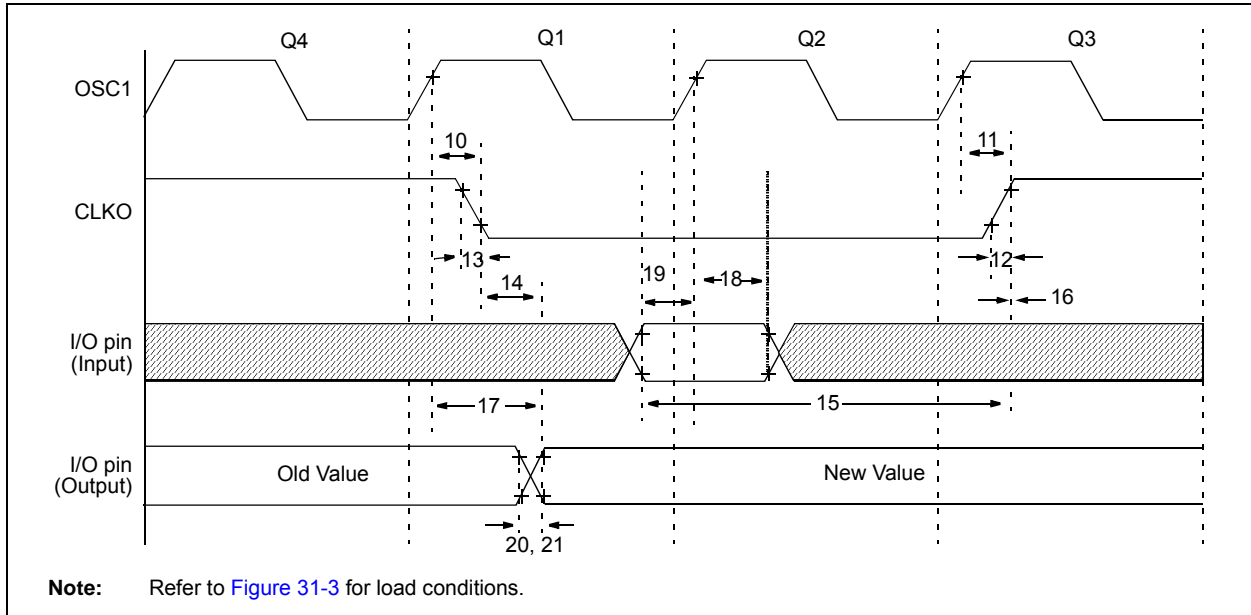 Q4 Q1 Q2 Q3
OSC1
10 11
CLKO
13 12
14 19 18 16
I/O pin
(Input)
17 15
I/O pin
(Output)
Old Value New Value
20, 21
Note: Refer to Figure 31-3 for load conditions.